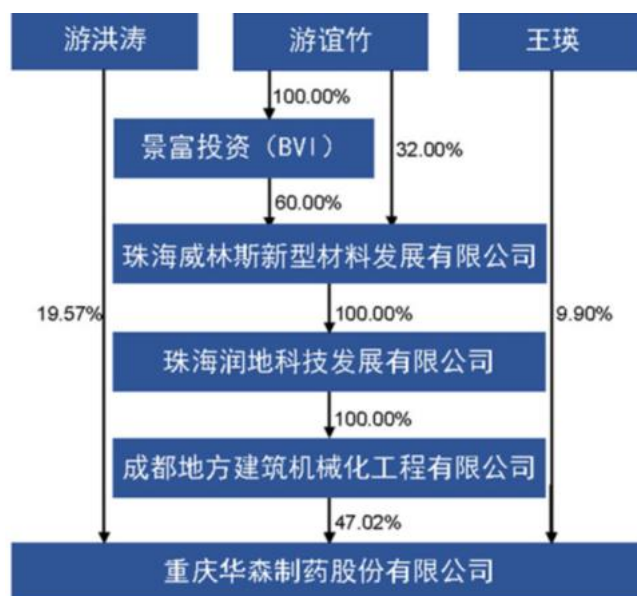 游洪涛
游谊竹
王瑛
100.00%
景富投资（BVI）
32.00%
60.00%
珠海威林斯新型材料发展有限公司
19.57%
100.00%
9.90%
珠海润地科技发展有限公司
100.00%
成都地方建筑机械化工程有限公司
47.02%
重庆华森制药股份有限公司